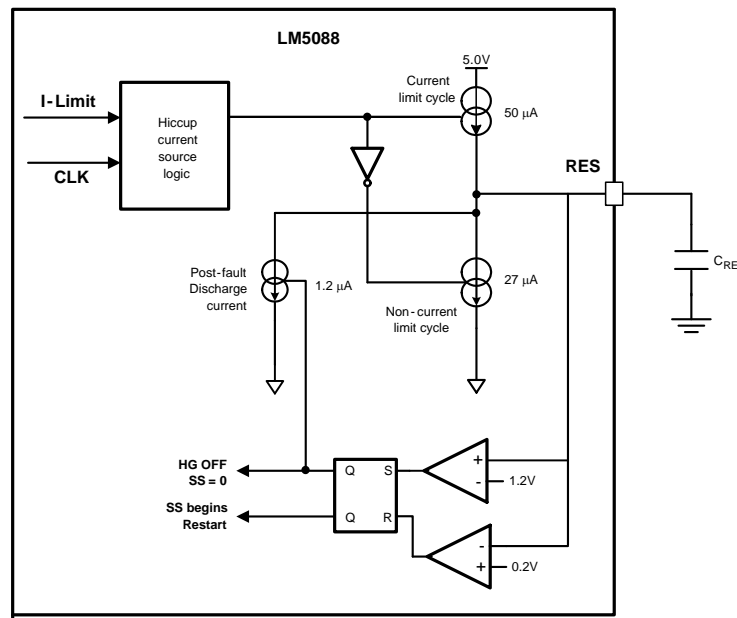 LM5088
5.0V
Current
limit cycle
50 µA
I-Limit
Hiccup
current
source
logic
CLK
RES
Post-fault
Discharge
current
1.2 µA
27 µA
Non-current
limit cycle
C_RE
HG OFF
SS = 0
Q
S
+
-
1.2V
SS begins
Restart
Q
R
-
+
0.2V